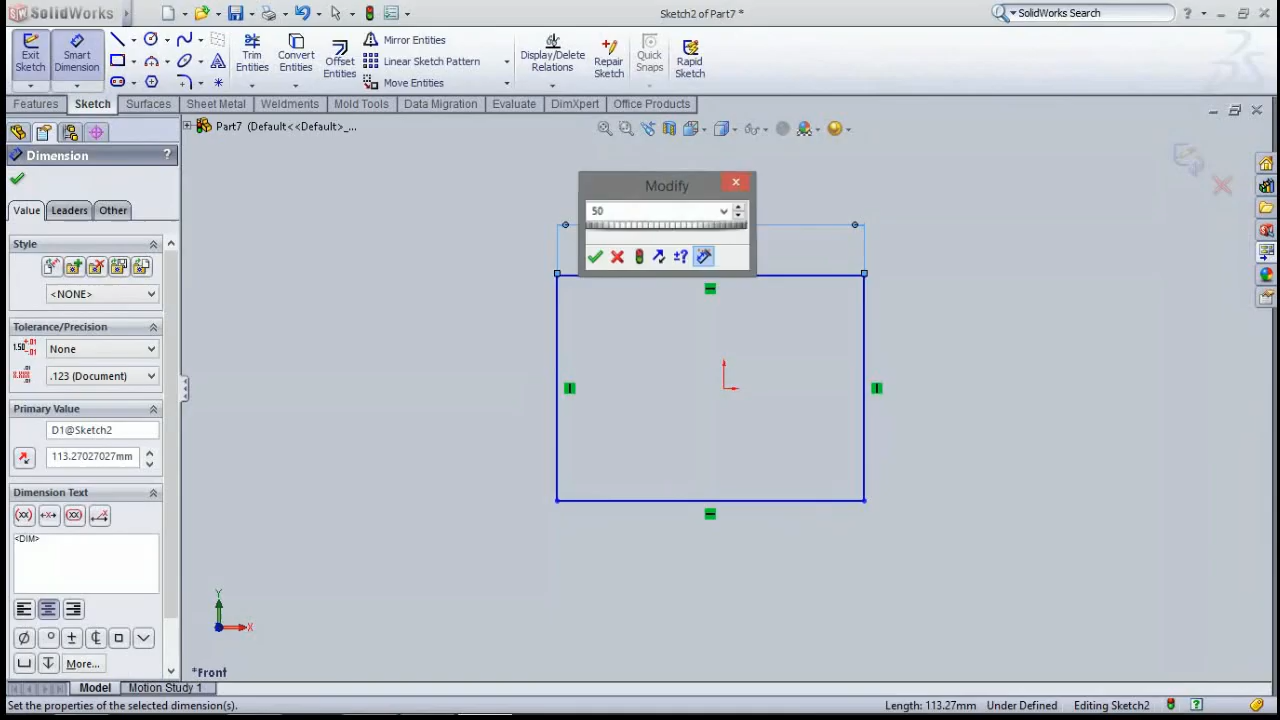 SolidWorks
Sketch2 of Part7 *
SolidWorks Search
?
Exit Sketch
Smart Dimension
Trim Entities
Convert Entities
Offset Entities
Mirror Entities
Linear Sketch Pattern
Move Entities
Display/Delete Relations
Repair Sketch
Quick Snaps
Rapid Sketch
Features Sketch Surfaces Sheet Metal Weldments Mold Tools Data Migration Evaluate DimXpert Office Products
Part7 (Default<<Default>_...
Dimension ?
Value Leaders Other
Style
<NONE>
Tolerance/Precision
None
.123 (Document)
Primary Value
D1@Sketch2
113.27027027mm
Dimension Text
<DIM>
More...
Modify
50
±?
Y
X
*Front
Model Motion Study 1
Set the properties of the selected dimension(s). Length: 113.27mm Under Defined Editing Sketch2